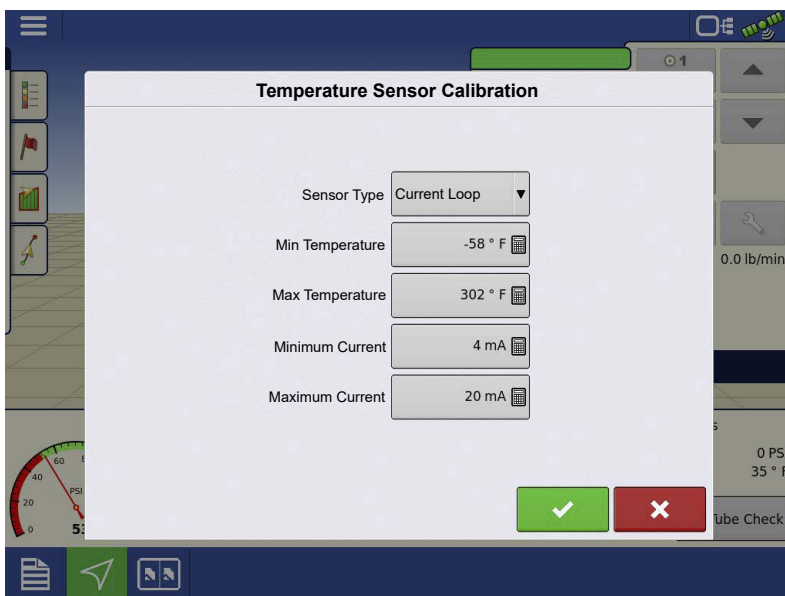 1
Temperature Sensor Calibration
Sensor Type Current Loop
Min Temperature -58 ° F
Max Temperature 302 ° F
Minimum Current 4 mA
Maximum Current 20 mA
0.0 lb/min
0 PS
35 ° F
Tube Check
60
40
20
0
PSI